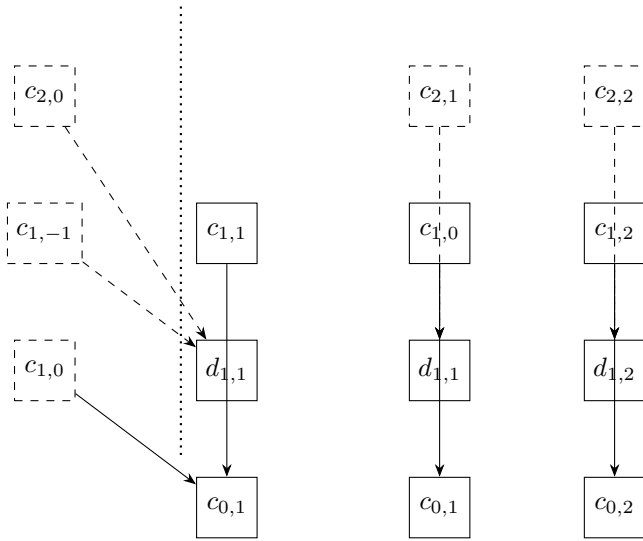 c_{2,0} c_{2,1} c_{2,2}
c_{1,-1} c_{1,1} c_{1,0} c_{1,2}
c_{1,0} d_{1,1} d_{1,1} d_{1,2}
c_{0,1} c_{0,1} c_{0,2}